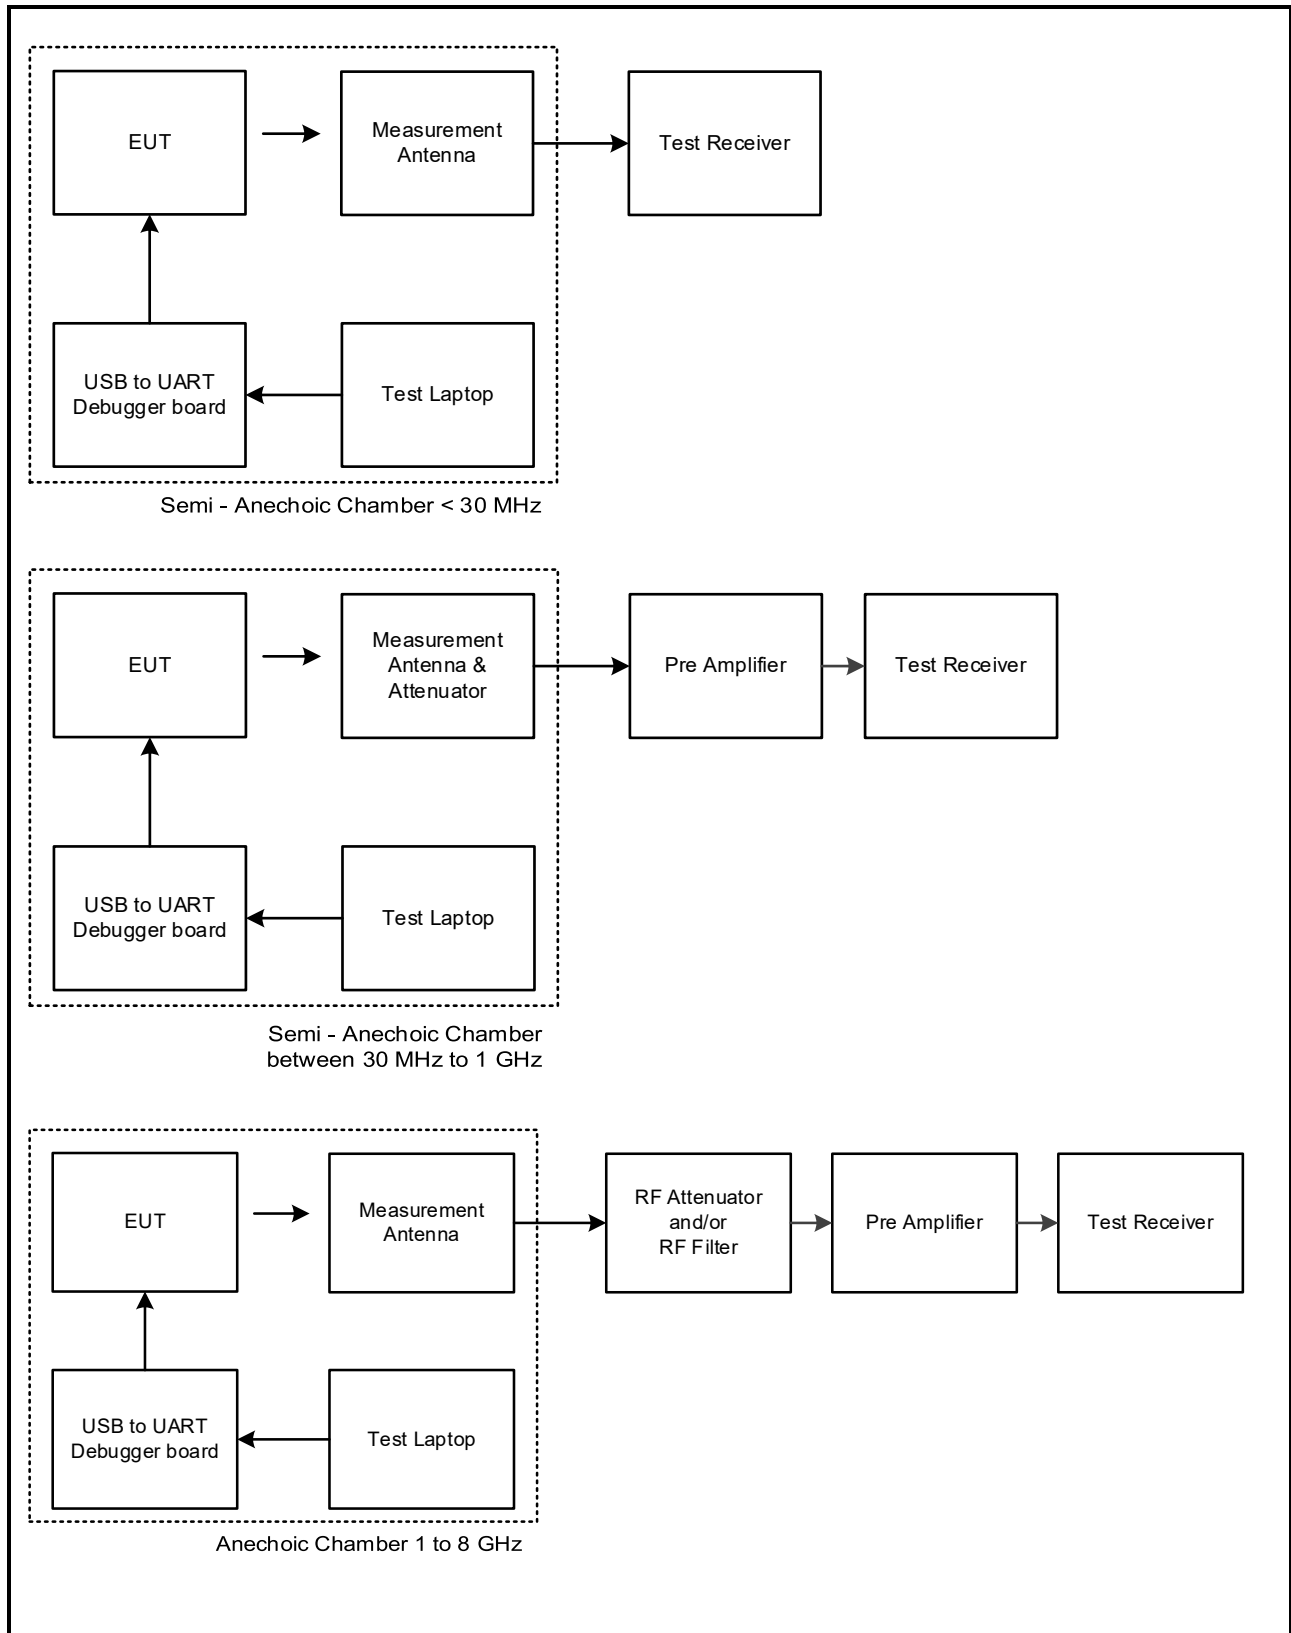 EUT
Measurement
Antenna
Test Receiver
USB to UART
Debugger board
Test Laptop
Semi - Anechoic Chamber < 30 MHz
EUT
Measurement
Antenna &
Attenuator
Pre Amplifier
Test Receiver
USB to UART
Debugger board
Test Laptop
Semi - Anechoic Chamber
between 30 MHz to 1 GHz
EUT
Measurement
Antenna
RF Attenuator
and/or
RF Filter
Pre Amplifier
Test Receiver
USB to UART
Debugger board
Test Laptop
Anechoic Chamber 1 to 8 GHz